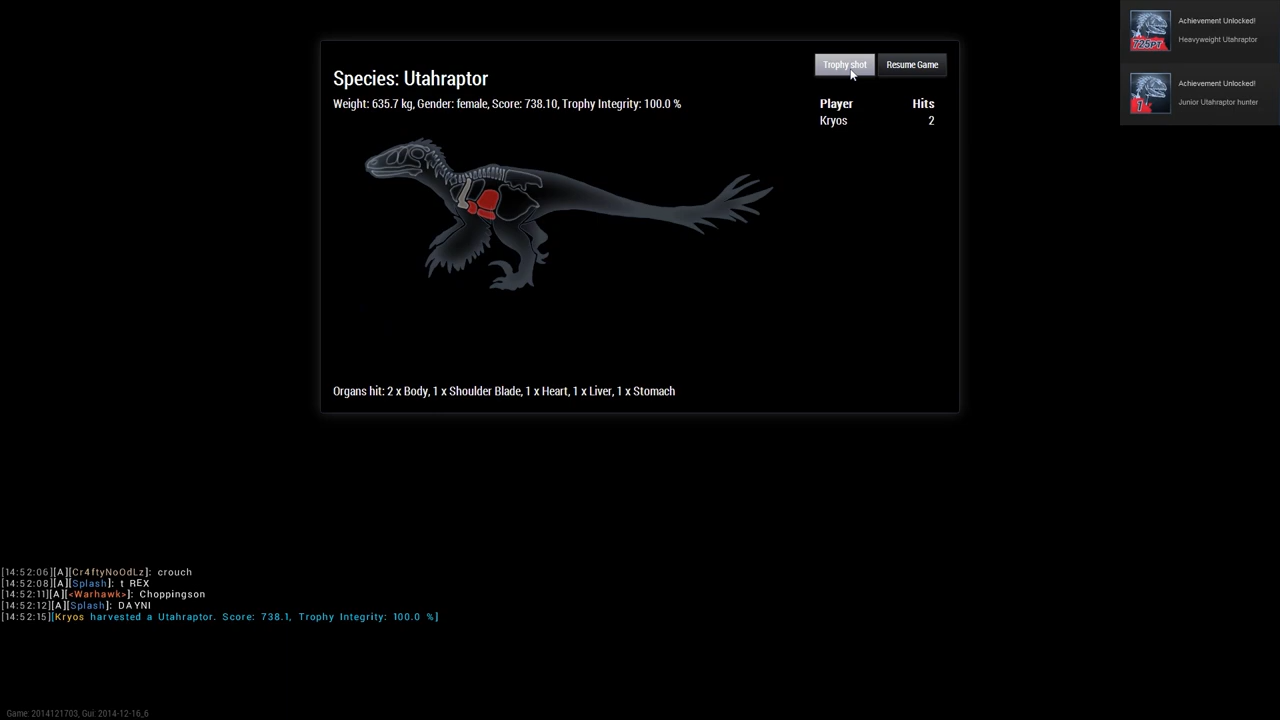 Achievement Unlocked!
725PT
Heavyweight Utahraptor
Achievement Unlocked!
1
Junior Utahraptor hunter
Trophy shot
Resume Game
Species: Utahraptor
Weight: 635.7 kg, Gender: female, Score: 738.10, Trophy Integrity: 100.0 %
Player Hits
Kryos 2
Organs hit: 2 x Body, 1 x Shoulder Blade, 1 x Heart, 1 x Liver, 1 x Stomach
[14:52:06][A][Cr4ftyNoOdLz]: crouch
[14:52:08][A][Splash]: t REX
[14:52:11][A][<Warhawk>]: Choppingson
[14:52:12][A][Splash]: DAYNI
[14:52:15][Kryos harvested a Utahraptor. Score: 738.1, Trophy Integrity: 100.0 %]
Game: 2014121703, Gui: 2014-12-16_6